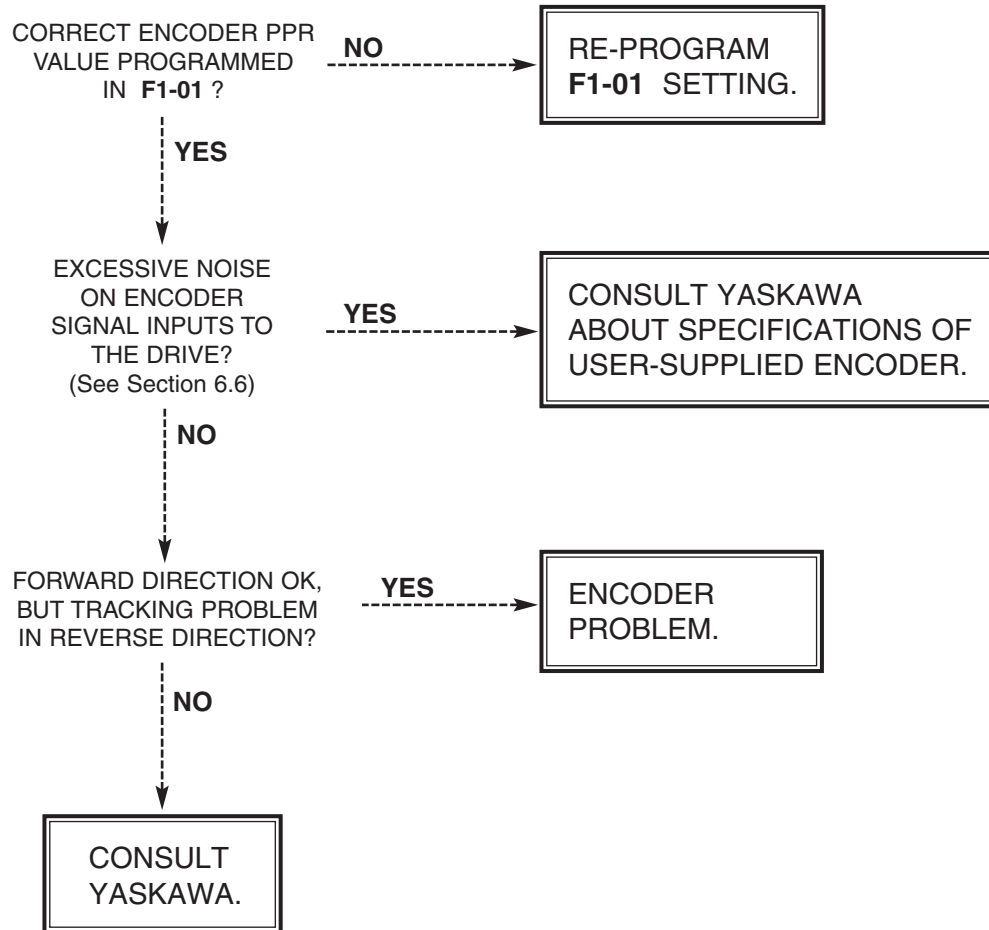 CORRECT ENCODER PPR
VALUE PROGRAMMED
IN F1-01 ?
NO
RE-PROGRAM
F1-01 SETTING.
YES
EXCESSIVE NOISE
ON ENCODER
SIGNAL INPUTS TO
THE DRIVE?
(See Section 6.6)
YES
CONSULT YASKAWA
ABOUT SPECIFICATIONS OF
USER-SUPPLIED ENCODER.
NO
FORWARD DIRECTION OK,
BUT TRACKING PROBLEM
IN REVERSE DIRECTION?
YES
ENCODER
PROBLEM.
NO
CONSULT
YASKAWA.